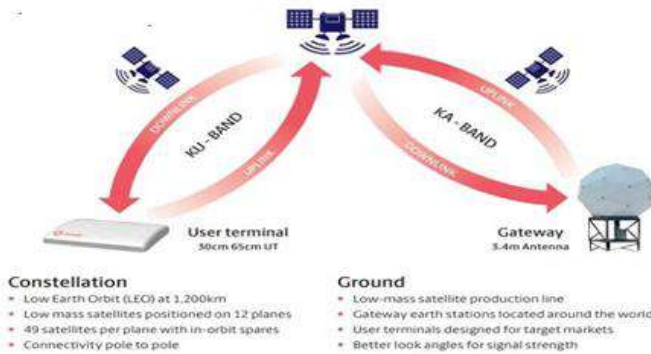 DOWNLINK
KU - BAND
UPLINK
UPLINK
KA - BAND
DOWNLINK
User terminal
30cm 65cm UT
Gateway
3.4m Antenna
Constellation
• Low Earth Orbit (LEO) at 1,200km
• Low mass satellites positioned on 12 planes
• 49 satellites per plane with in-orbit spares
• Connectivity pole to pole
Ground
• Low-mass satellite production line
• Gateway earth stations located around the world
• User terminals designed for target markets
• Better look angles for signal strength